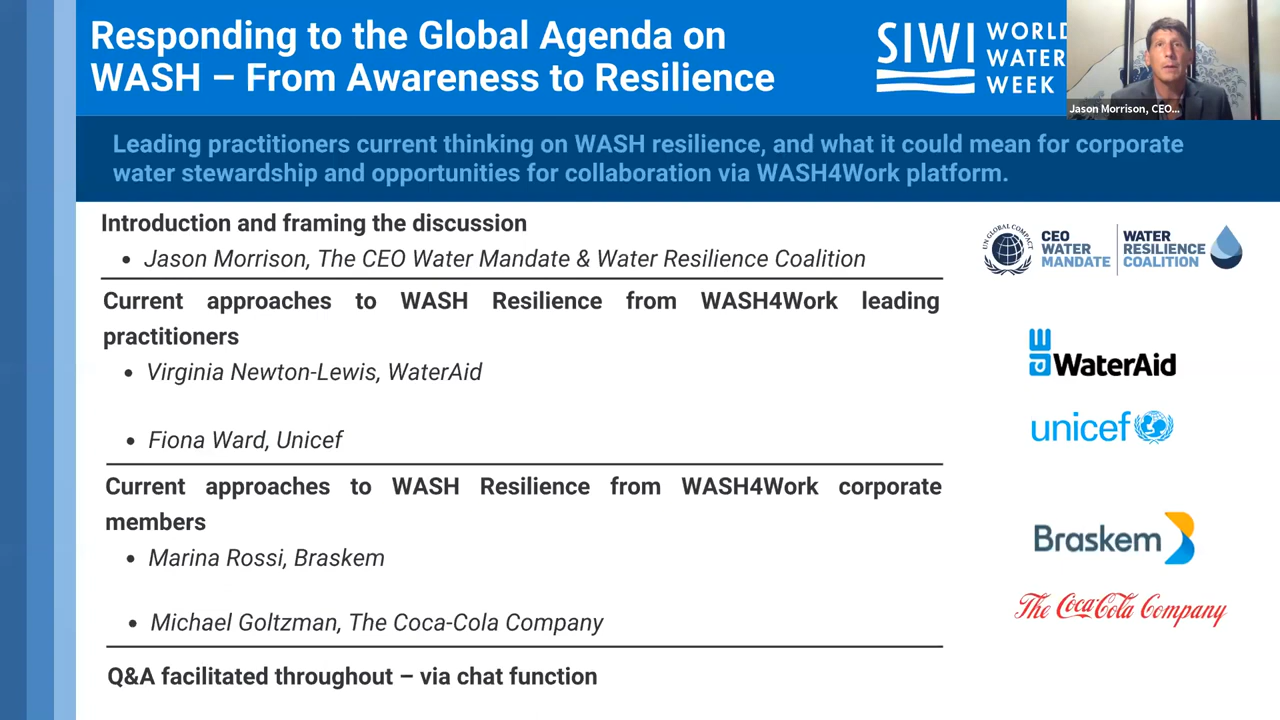 Responding to the Global Agenda on
WASH – From Awareness to Resilience
SIWI WORLD
WATER
WEEK
Jason Morrison, CEO...
Leading practitioners current thinking on WASH resilience, and what it could mean for corporate
water stewardship and opportunities for collaboration via WASH4Work platform.
Introduction and framing the discussion
• Jason Morrison, The CEO Water Mandate & Water Resilience Coalition
UN GLOBAL COMPACT
CEO
WATER
MANDATE
WATER
RESILIENCE
COALITION
Current approaches to WASH Resilience from WASH4Work leading
practitioners
• Virginia Newton-Lewis, WaterAid
WaterAid
• Fiona Ward, Unicef
unicef
Current approaches to WASH Resilience from WASH4Work corporate
members
• Marina Rossi, Braskem
Braskem
• Michael Goltzman, The Coca-Cola Company
The Coca-Cola Company
Q&A facilitated throughout – via chat function